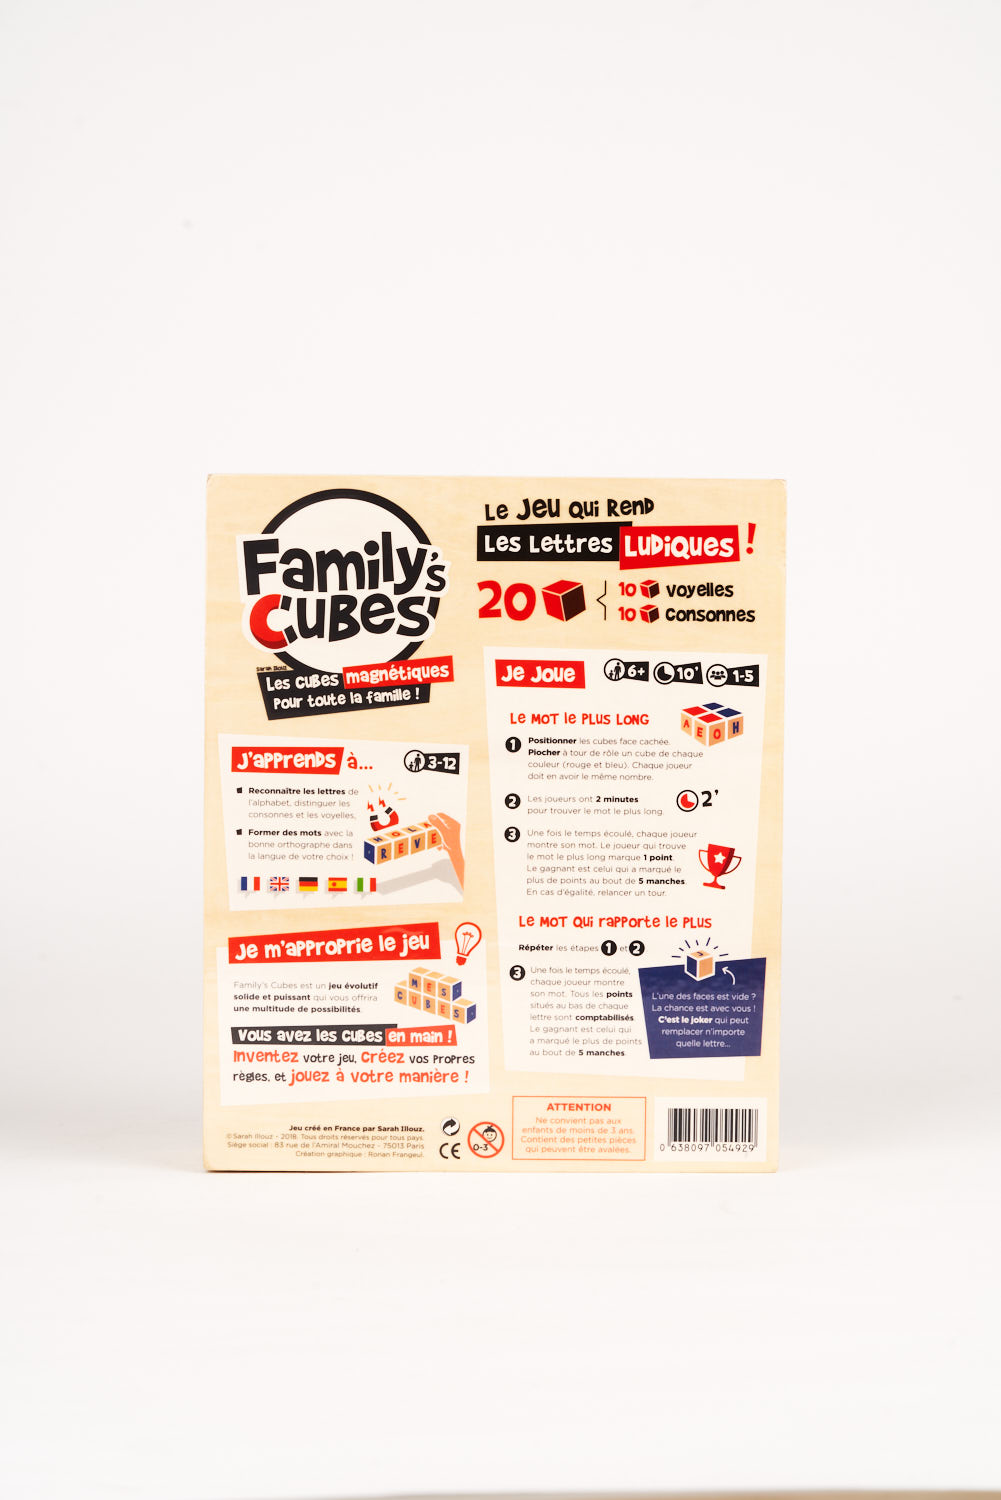 Family's
Cubes
Sarah Illouz
Les cubes magnétiques
pour toute la famille !
Le Jeu qui Rend
Les Lettres Ludiques !
20
10 voyelles
10 consonnes
J'apprends à...
3-12
Reconnaître les lettres de
l'alphabet, distinguer les
consonnes et les voyelles,
Former des mots avec la
bonne orthographe dans
la langue de votre choix !
HOLA
REVE
Je m'approprie le jeu
Family's Cubes est un jeu évolutif
solide et puissant qui vous offrira
une multitude de possibilités.
MES
CUBES
Vous avez les cubes en main !
Inventez votre jeu, Créez vos propres
règles, et jouez à votre manière !
Je Joue
6+
10'
1-5
Le mot le plus long
AEOH
1 Positionner les cubes face cachée.
Piocher à tour de rôle un cube de chaque
couleur (rouge et bleu). Chaque joueur
doit en avoir le même nombre.
2 Les joueurs ont 2 minutes
pour trouver le mot le plus long.
2'
3 Une fois le temps écoulé, chaque joueur
montre son mot. Le joueur qui trouve
le mot le plus long marque 1 point.
Le gagnant est celui qui a marqué le
plus de points au bout de 5 manches.
En cas d'égalité, relancer un tour.
Le mot qui rapporte le plus
Répéter les étapes 1 et 2
3 Une fois le temps écoulé,
chaque joueur montre
son mot. Tous les points
situés au bas de chaque
lettre sont comptabilisés.
Le gagnant est celui qui
a marqué le plus de points
au bout de 5 manches.
L'une des faces est vide ?
La chance est avec vous !
C'est le joker qui peut
remplacer n'importe
quelle lettre...
Jeu créé en France par Sarah Illouz.
© Sarah Illouz - 2018. Tous droits réservés pour tous pays.
Siège social : 83 rue de l'Amiral Mouchez - 75013 Paris
Création graphique : Ronan Frangeul.
CE
0-3
ATTENTION
Ne convient pas aux
enfants de moins de 3 ans.
Contient des petites pièces
qui peuvent être avalées.
0 638097 054929